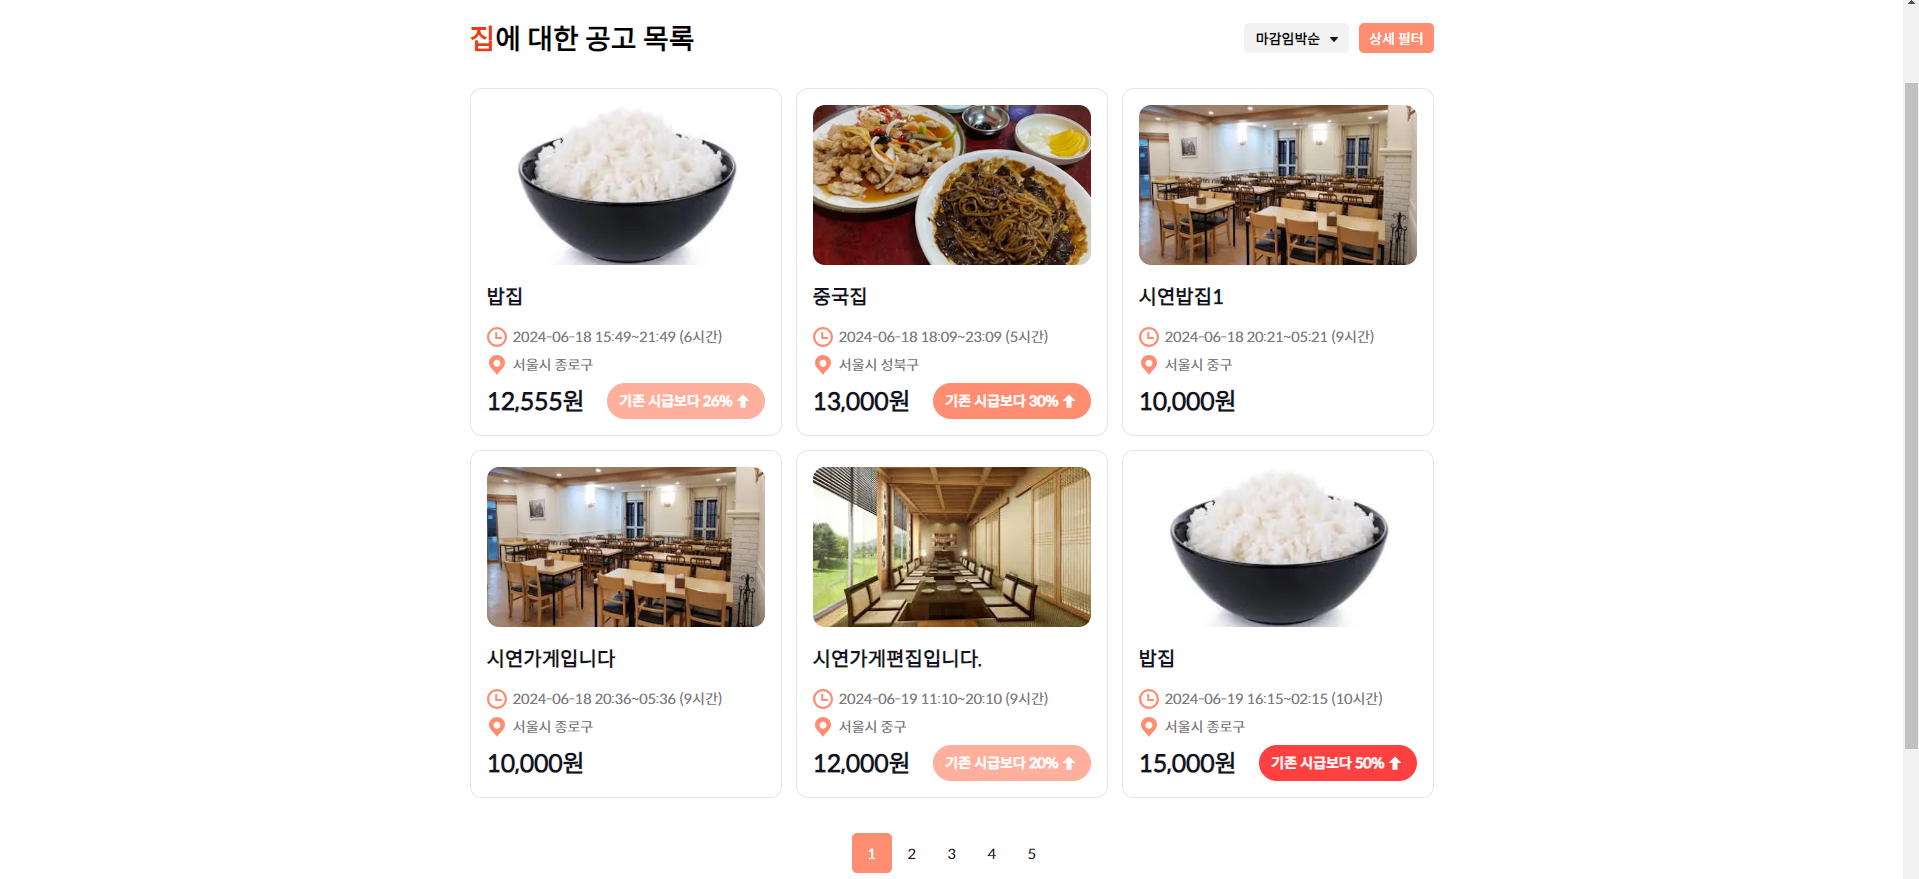 집에 대한 공고 목록
마감임박순
상세 필터
밥집
2024-06-18 15:49~21:49 (6시간)
서울시 종로구
12,555원
기존 시급보다 26%
중국집
2024-06-18 18:09~23:09 (5시간)
서울시 성북구
13,000원
기존 시급보다 30%
시연밥집1
2024-06-18 20:21~05:21 (9시간)
서울시 중구
10,000원
시연가게입니다
2024-06-18 20:36~05:36 (9시간)
서울시 종로구
10,000원
시연가게편집입니다.
2024-06-19 11:10~20:10 (9시간)
서울시 중구
12,000원
기존 시급보다 20%
밥집
2024-06-19 16:15~02:15 (10시간)
서울시 종로구
15,000원
기존 시급보다 50%
1 2 3 4 5